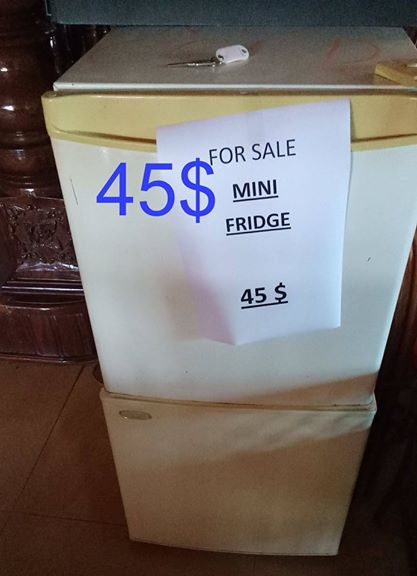 45$
FOR SALE
MINI
FRIDGE
45 $